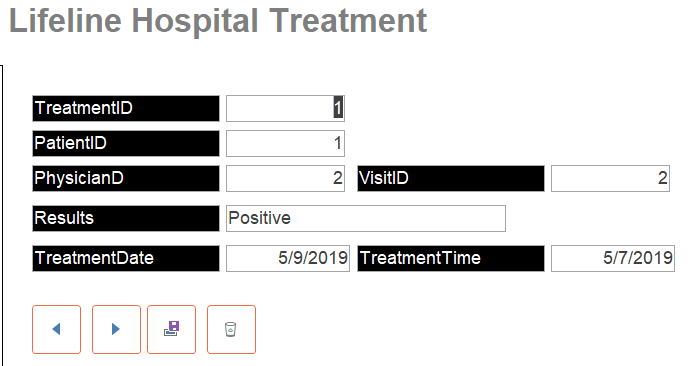 Lifeline Hospital Treatment
TreatmentID 1
PatientID 1
PhysicianD 2 VisitID 2
Results Positive
TreatmentDate 5/9/2019 TreatmentTime 5/7/2019